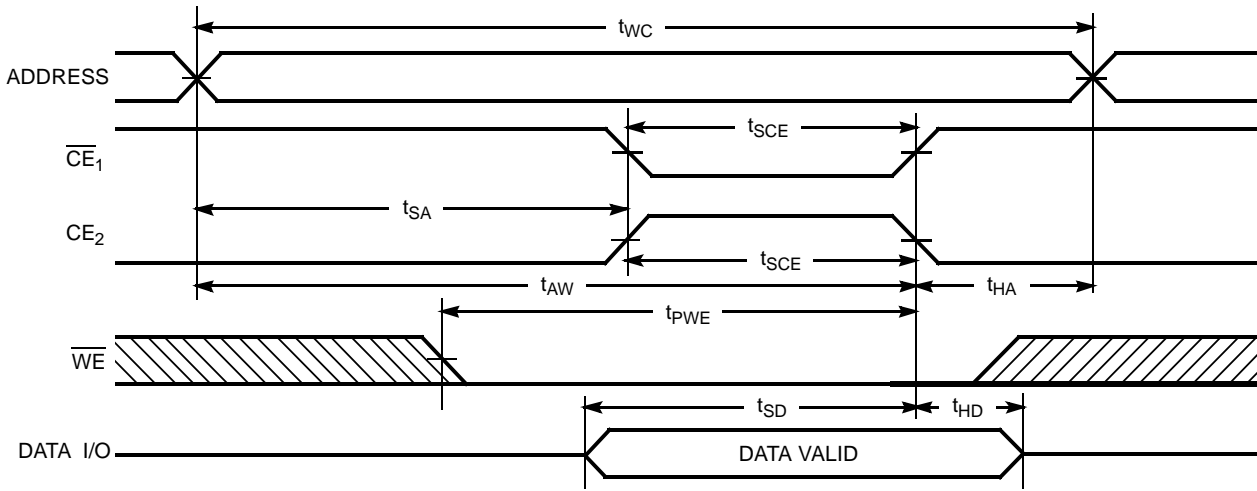 tWC
ADDRESS
tSCE
CE1
tSA
CE2
tSCE
tAW
tHA
tPWE
WE
tSD
tHD
DATA I/O
DATA VALID